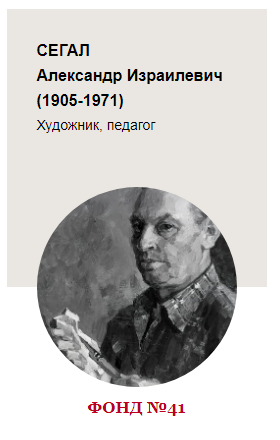 СЕГАЛ
Александр Израилевич
(1905-1971)
Художник, педагог
ФОНД №41